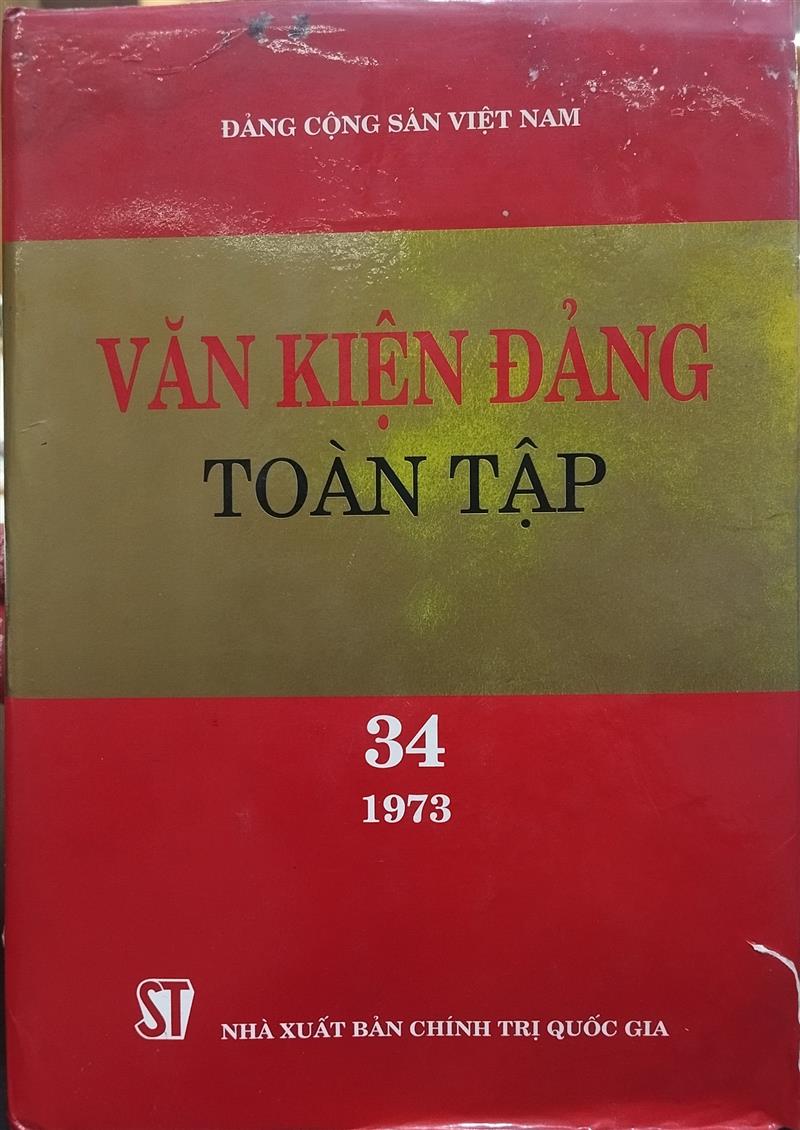 ĐẢNG CỘNG SẢN VIỆT NAM
VĂN KIỆN ĐẢNG
TOÀN TẬP
34
1973
ST
NHÀ XUẤT BẢN CHÍNH TRỊ QUỐC GIA